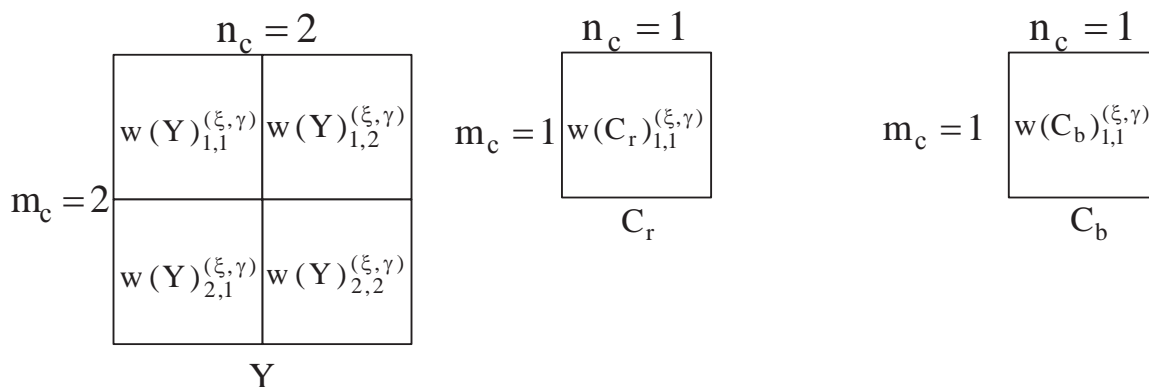 n_c = 2
n_c = 1
n_c = 1
w(Y)_{1,1}^{(ξ,γ)} w(Y)_{1,2}^{(ξ,γ)}
m_c = 1 w(C_r)_{1,1}^{(ξ,γ)}
m_c = 1 w(C_b)_{1,1}^{(ξ,γ)}
m_c = 2
C_r
C_b
w(Y)_{2,1}^{(ξ,γ)} w(Y)_{2,2}^{(ξ,γ)}
Y